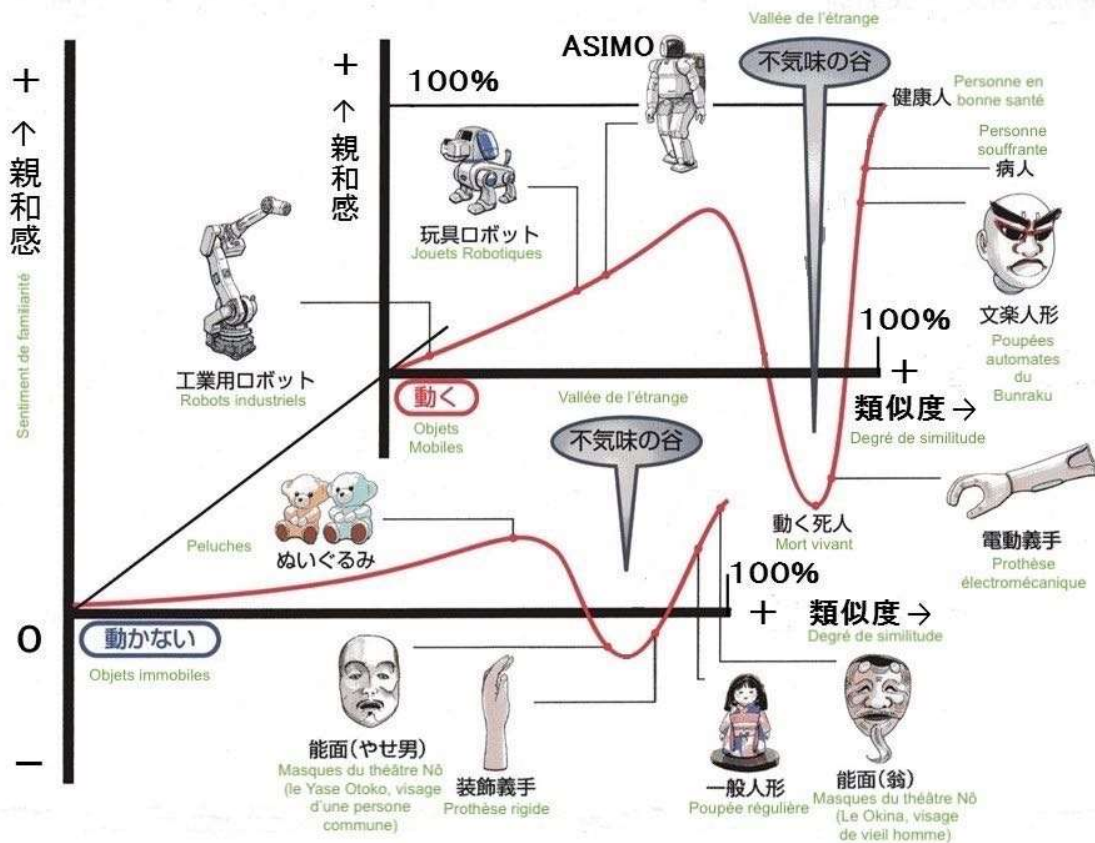 Vallée de l'étrange
不気味の谷
ASIMO
+
↑
親和感
Sentiment de familiarité
0
−
+
↑
親和感
100%
健康人
Personne en
bonne santé
Personne
souffrante
病人
玩具ロボット
Jouets Robotiques
工業用ロボット
Robots industriels
文楽人形
Poupées
automates
du
Bunraku
100%
+
類似度→
Degré de similitude
動く
Objets
Mobiles
Vallée de l'étrange
不気味の谷
動く死人
Mort vivant
電動義手
Prothèse
électromécanique
Peluches
ぬいぐるみ
100%
+ 類似度→
Degré de similitude
動かない
Objets immobiles
能面(やせ男)
Masques du théâtre Nô
(le Yase Otoko, visage
d'une persone
commune)
装飾義手
Prothèse rigide
一般人形
Poupée régulière
能面(翁)
Masques du théâtre Nô
(Le Okina, visage
de vieil homme)